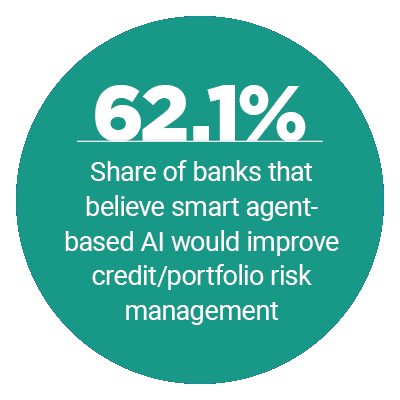 62.1%
Share of banks that
believe smart agent-
based AI would improve
credit/portfolio risk
management